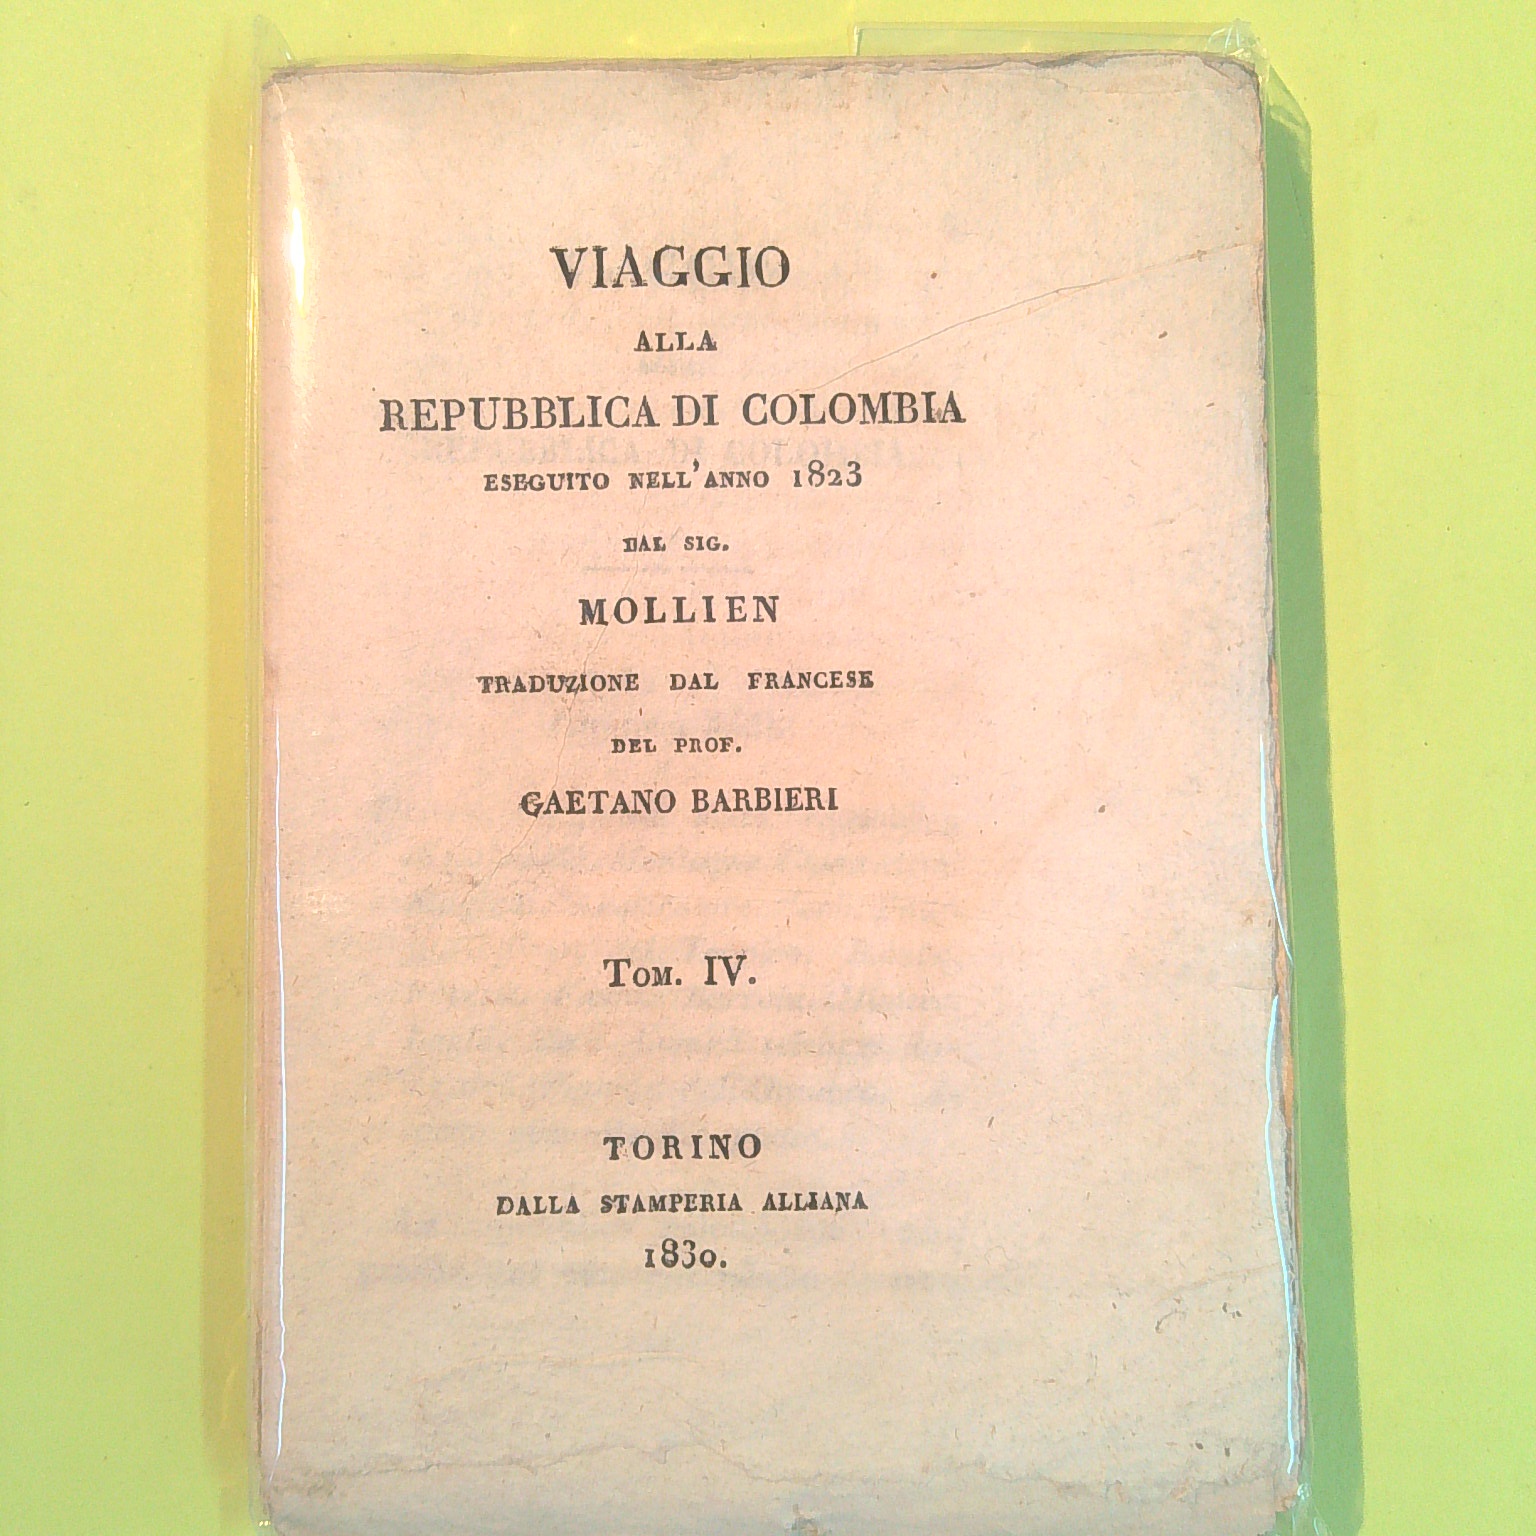 VIAGGIO
ALLA
REPUBBLICA DI COLOMBIA
ESEGUITO NELL'ANNO 1823
DAL SIG.
MOLLIEN
TRADUZIONE DAL FRANCESE
DEL PROF.
GAETANO BARBIERI
TOM. IV.
TORINO
DALLA STAMPERIA ALLIANA
1830.